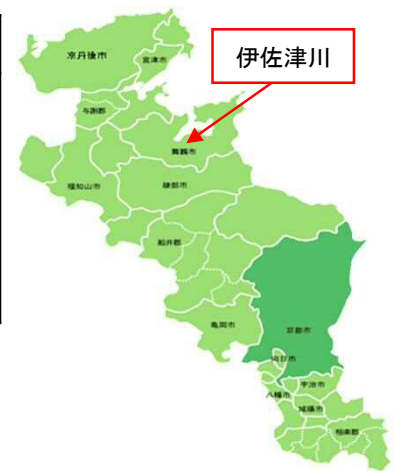 伊佐津川
京丹後市
宮津市
与謝郡
舞鶴市
福知山市
綾部市
船井郡
亀岡市
京都市
向日市
八幡市
宇治市
城陽市
相楽郡